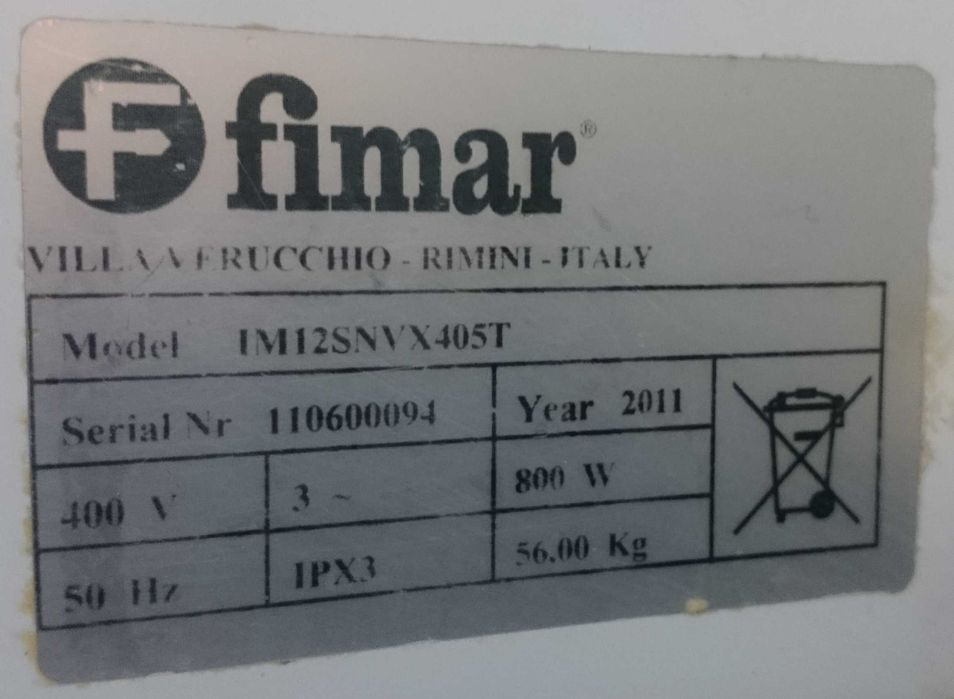 F fimar®
VILLA VERUCCHIO - RIMINI - ITALY
Model IM12SNVX405T
Serial Nr 110600094 Year 2011
400 V 3 ~ 800 W
50 Hz IPX3 56,00 Kg